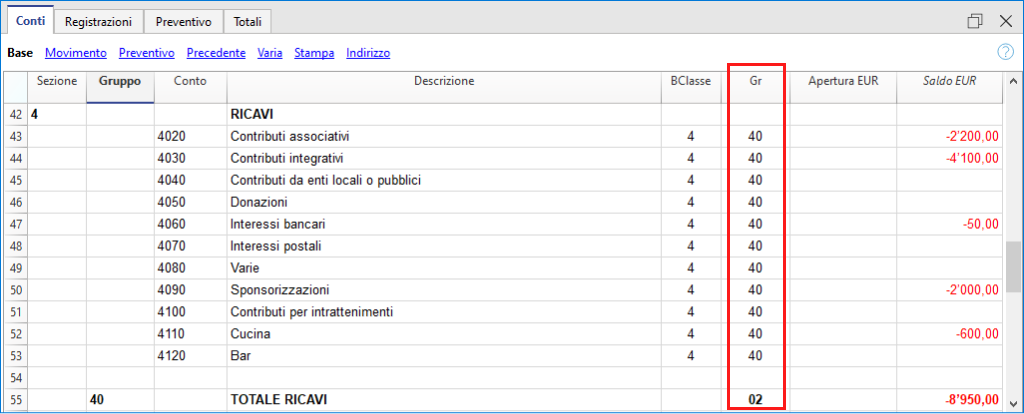 Conti Registrazioni Preventivo Totali
Base Movimento Preventivo Precedente Varia Stampa Indirizzo ?
Sezione Gruppo Conto Descrizione BClasse Gr Apertura EUR Saldo EUR
42 4 RICAVI
43 4020 Contributi associativi 4 40 -2'200,00
44 4030 Contributi integrativi 4 40 -4'100,00
45 4040 Contributi da enti locali o pubblici 4 40
46 4050 Donazioni 4 40
47 4060 Interessi bancari 4 40 -50,00
48 4070 Interessi postali 4 40
49 4080 Varie 4 40
50 4090 Sponsorizzazioni 4 40 -2'000,00
51 4100 Contributi per intrattenimenti 4 40
52 4110 Cucina 4 40 -600,00
53 4120 Bar 4 40
54
55 40 TOTALE RICAVI 02 -8'950,00